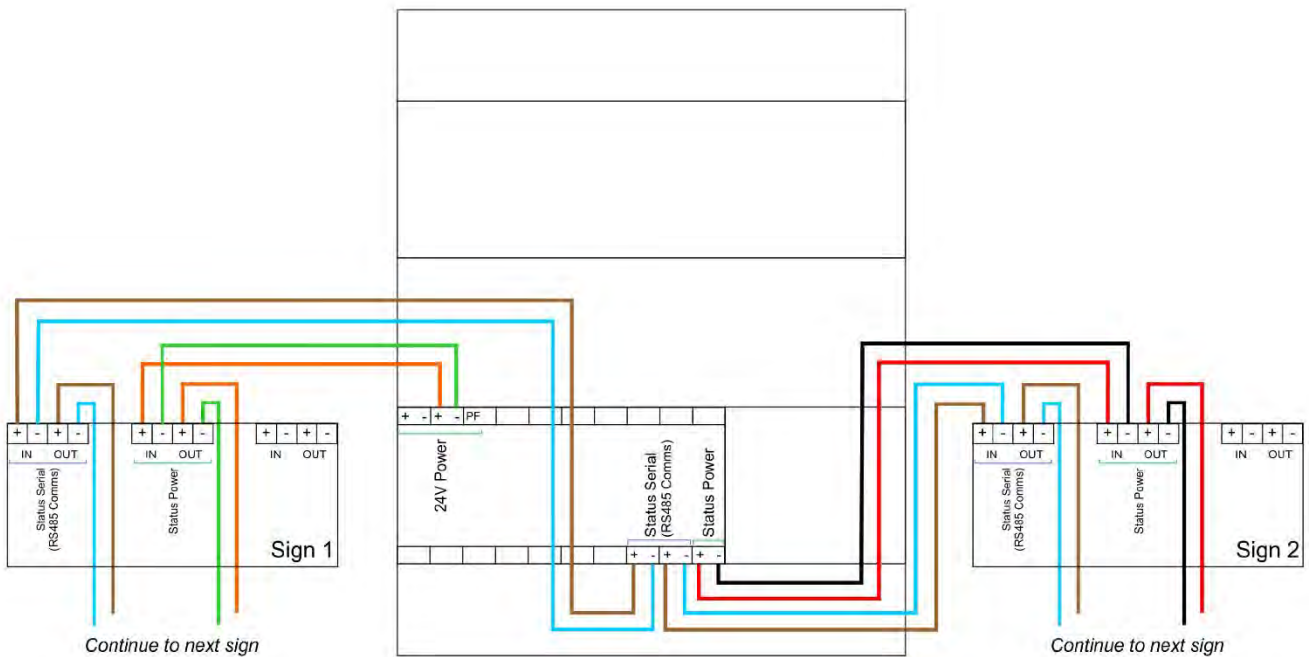 + - + - PF
24V Power
Status Serial
(RS485 Comms)
Status Power
+ - + - + -
+ - + -
IN OUT
Status Serial
(RS485 Comms)
+ - + -
IN OUT
Status Power
+ - + -
IN OUT
Sign 1
Continue to next sign
+ - + -
IN OUT
Status Serial
(RS485 Comms)
+ - + -
IN OUT
Status Power
+ - + -
IN OUT
Sign 2
Continue to next sign